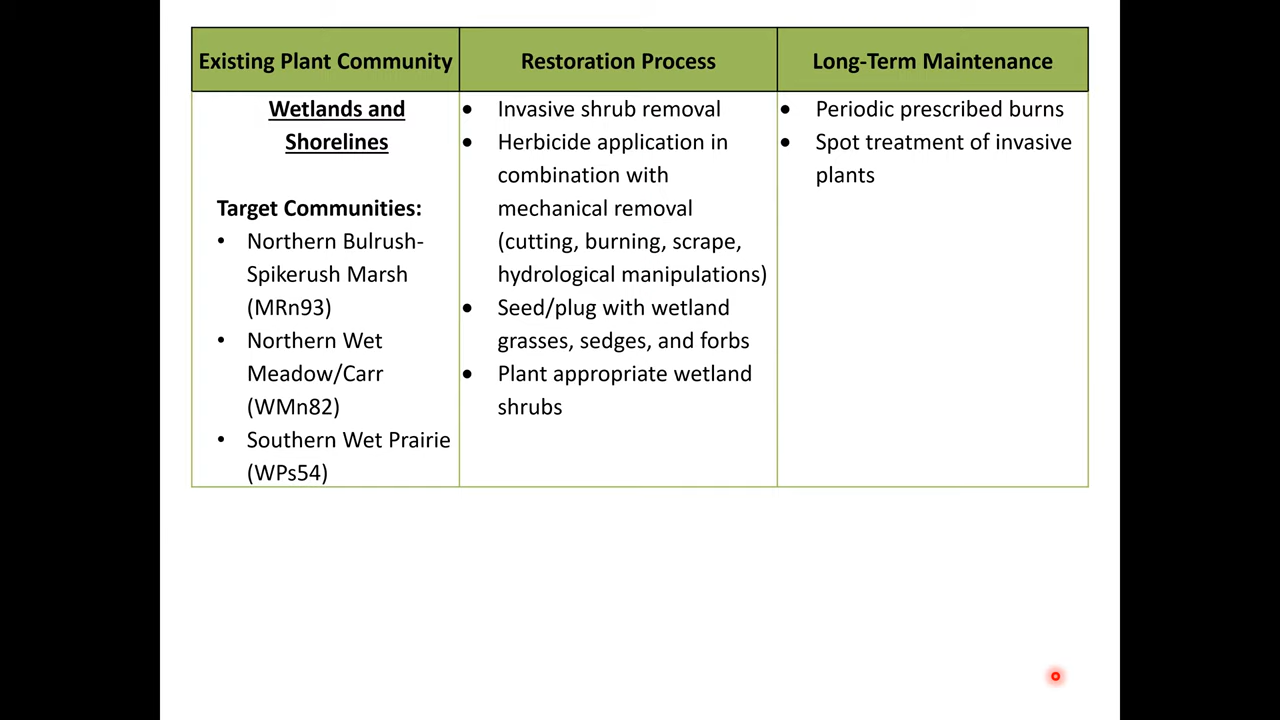 Existing Plant Community
Restoration Process
Long-Term Maintenance
Wetlands and
Shorelines
Target Communities:
• Northern Bulrush-
Spikerush Marsh
(MRn93)
• Northern Wet
Meadow/Carr
(WMn82)
• Southern Wet Prairie
(WPs54)
• Invasive shrub removal
• Herbicide application in
combination with
mechanical removal
(cutting, burning, scrape,
hydrological manipulations)
• Seed/plug with wetland
grasses, sedges, and forbs
• Plant appropriate wetland
shrubs
• Periodic prescribed burns
• Spot treatment of invasive
plants